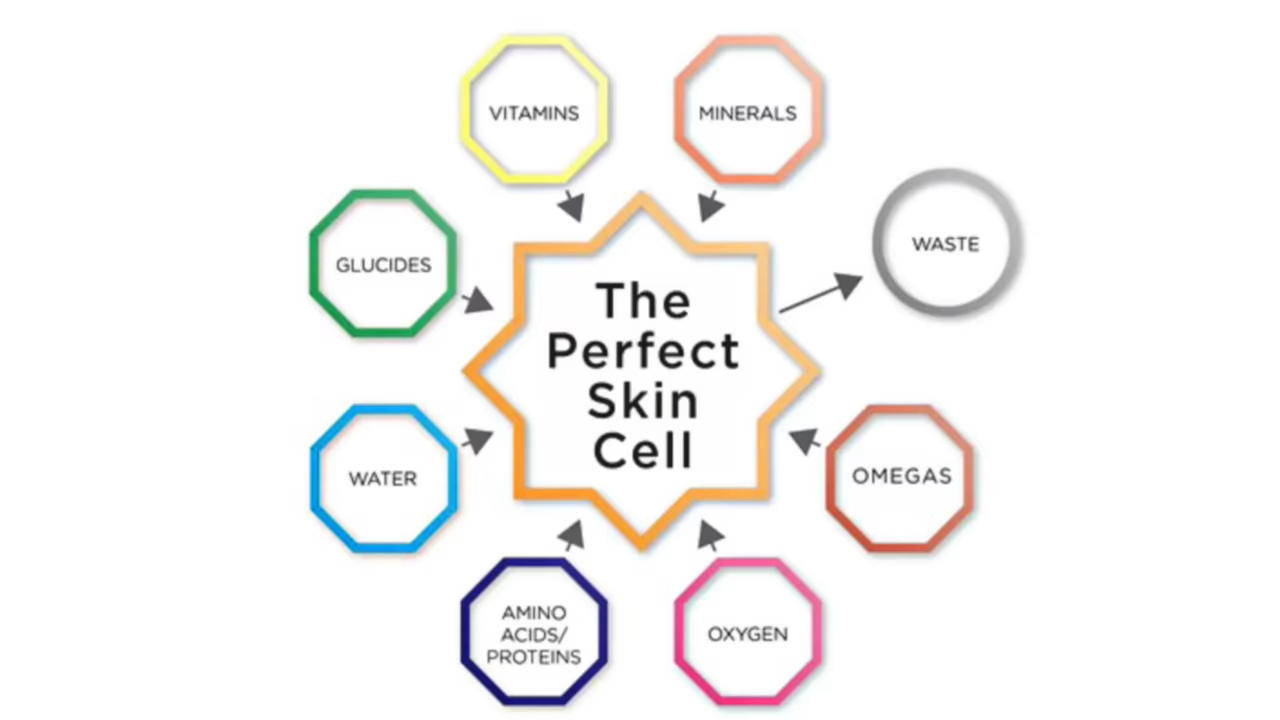 VITAMINS
MINERALS
WASTE
GLUCIDES
The
Perfect
Skin
Cell
WATER
OMEGAS
AMINO
ACIDS/
PROTEINS
OXYGEN